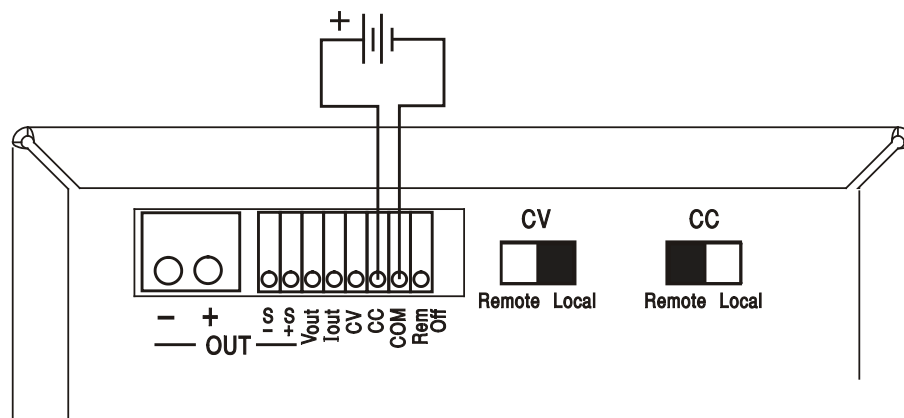 +
CV
CC
Remote Local
Remote Local
- +
OUT
S -
S +
Vout
Iout
CV
CC
COM
Rem Off